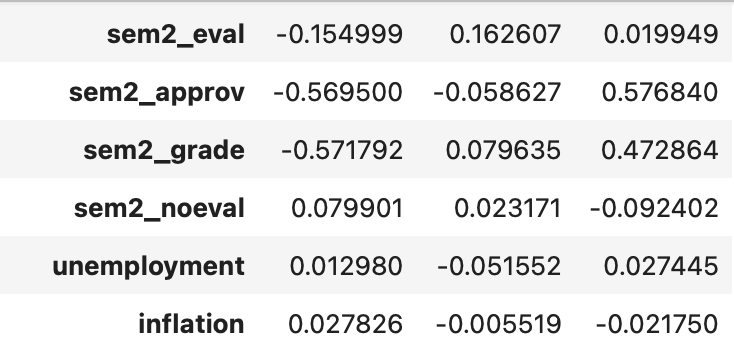 sem2_eval -0.154999 0.162607 0.019949
sem2_approv -0.569500 -0.058627 0.576840
sem2_grade -0.571792 0.079635 0.472864
sem2_noeval 0.079901 0.023171 -0.092402
unemployment 0.012980 -0.051552 0.027445
inflation 0.027826 -0.005519 -0.021750